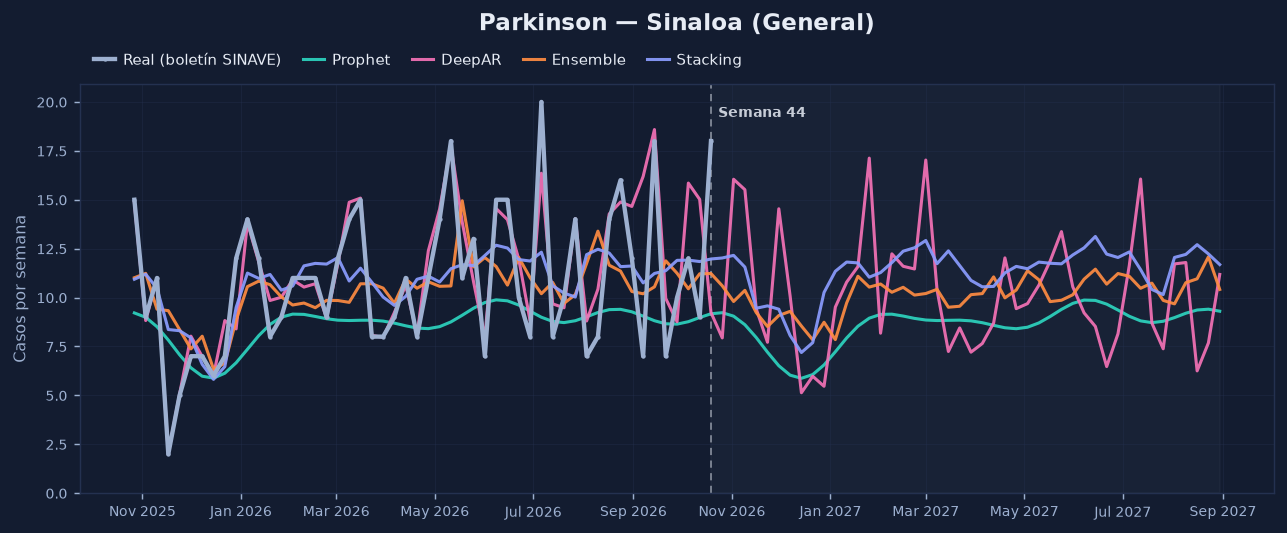 Parkinson — Sinaloa (General)
Real (boletín SINAVE) Prophet DeepAR Ensemble Stacking
Semana 44
Casos por semana
20.0
17.5
15.0
12.5
10.0
7.5
5.0
2.5
0.0
Nov 2025 Jan 2026 Mar 2026 May 2026 Jul 2026 Sep 2026 Nov 2026 Jan 2027 Mar 2027 May 2027 Jul 2027 Sep 2027